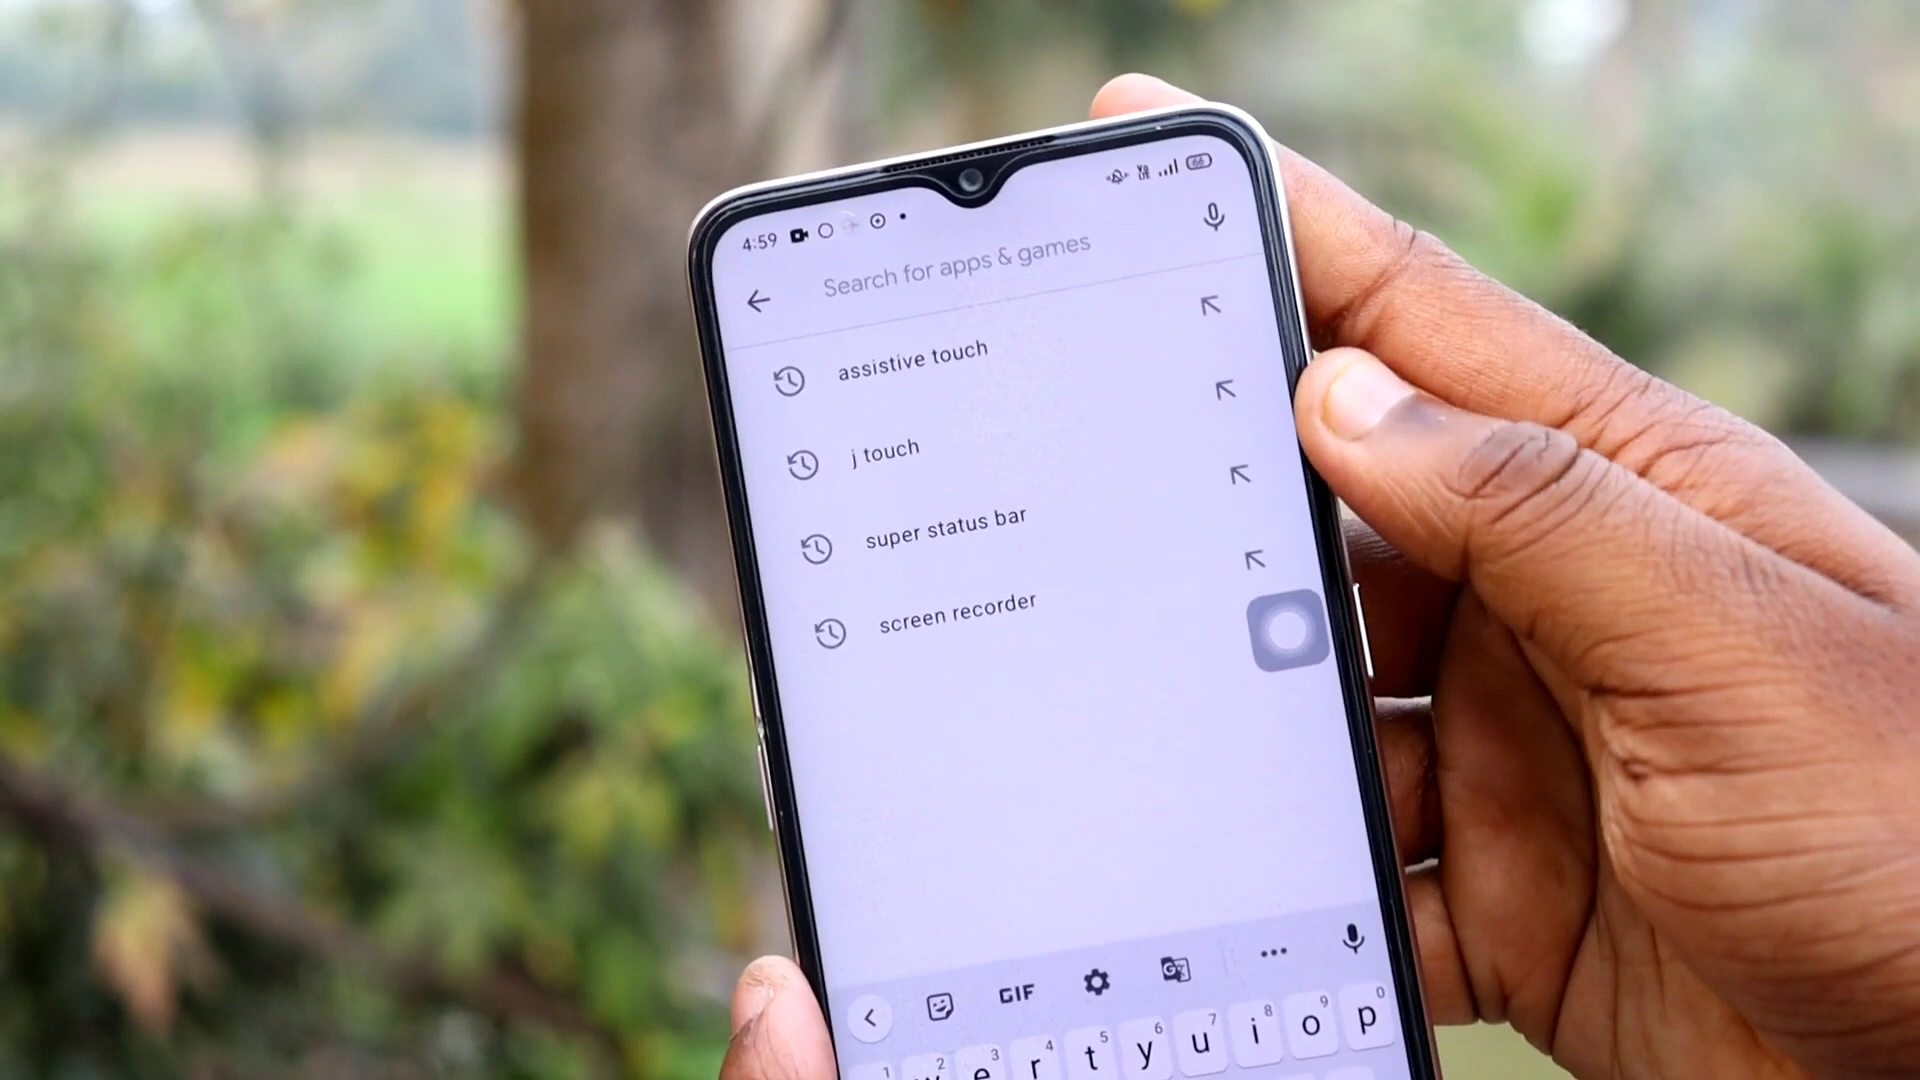 4:59
66
Search for apps & games
assistive touch
j touch
super status bar
screen recorder
GIF
1 2 3 4 5 6 7 8 9 0
e r t y u i o p